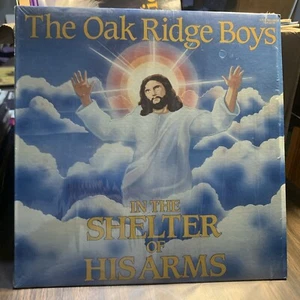 The Oak Ridge Boys
IN THE
SHELTER
OF
HIS ARMS